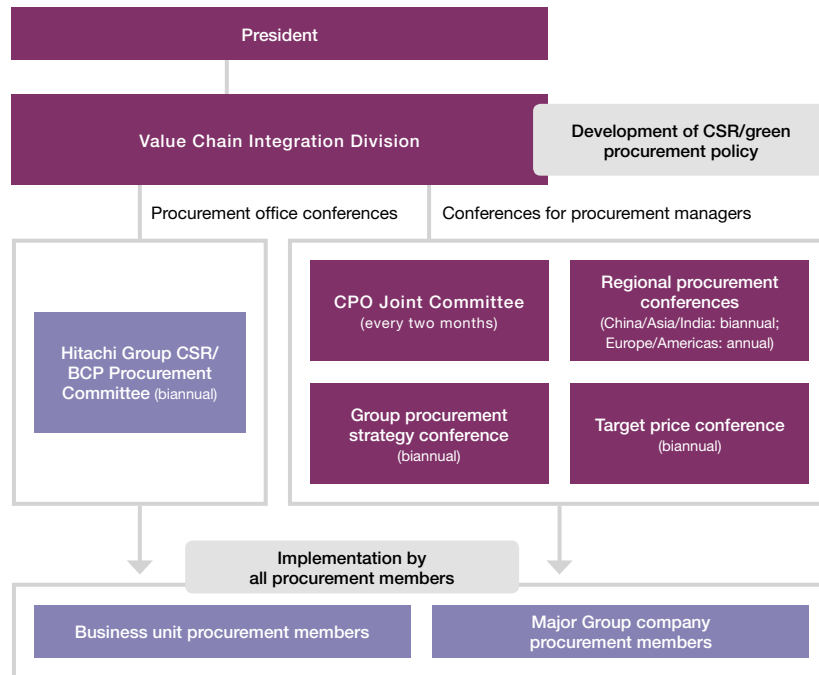 President
Value Chain Integration Division
Development of CSR/green
procurement policy
Procurement office conferences
Conferences for procurement managers
Hitachi Group CSR/
BCP Procurement
Committee (biannual)
CPO Joint Committee
(every two months)
Regional procurement
conferences
(China/Asia/India: biannual;
Europe/Americas: annual)
Group procurement
strategy conference
(biannual)
Target price conference
(biannual)
Implementation by
all procurement members
Business unit procurement members
Major Group company
procurement members